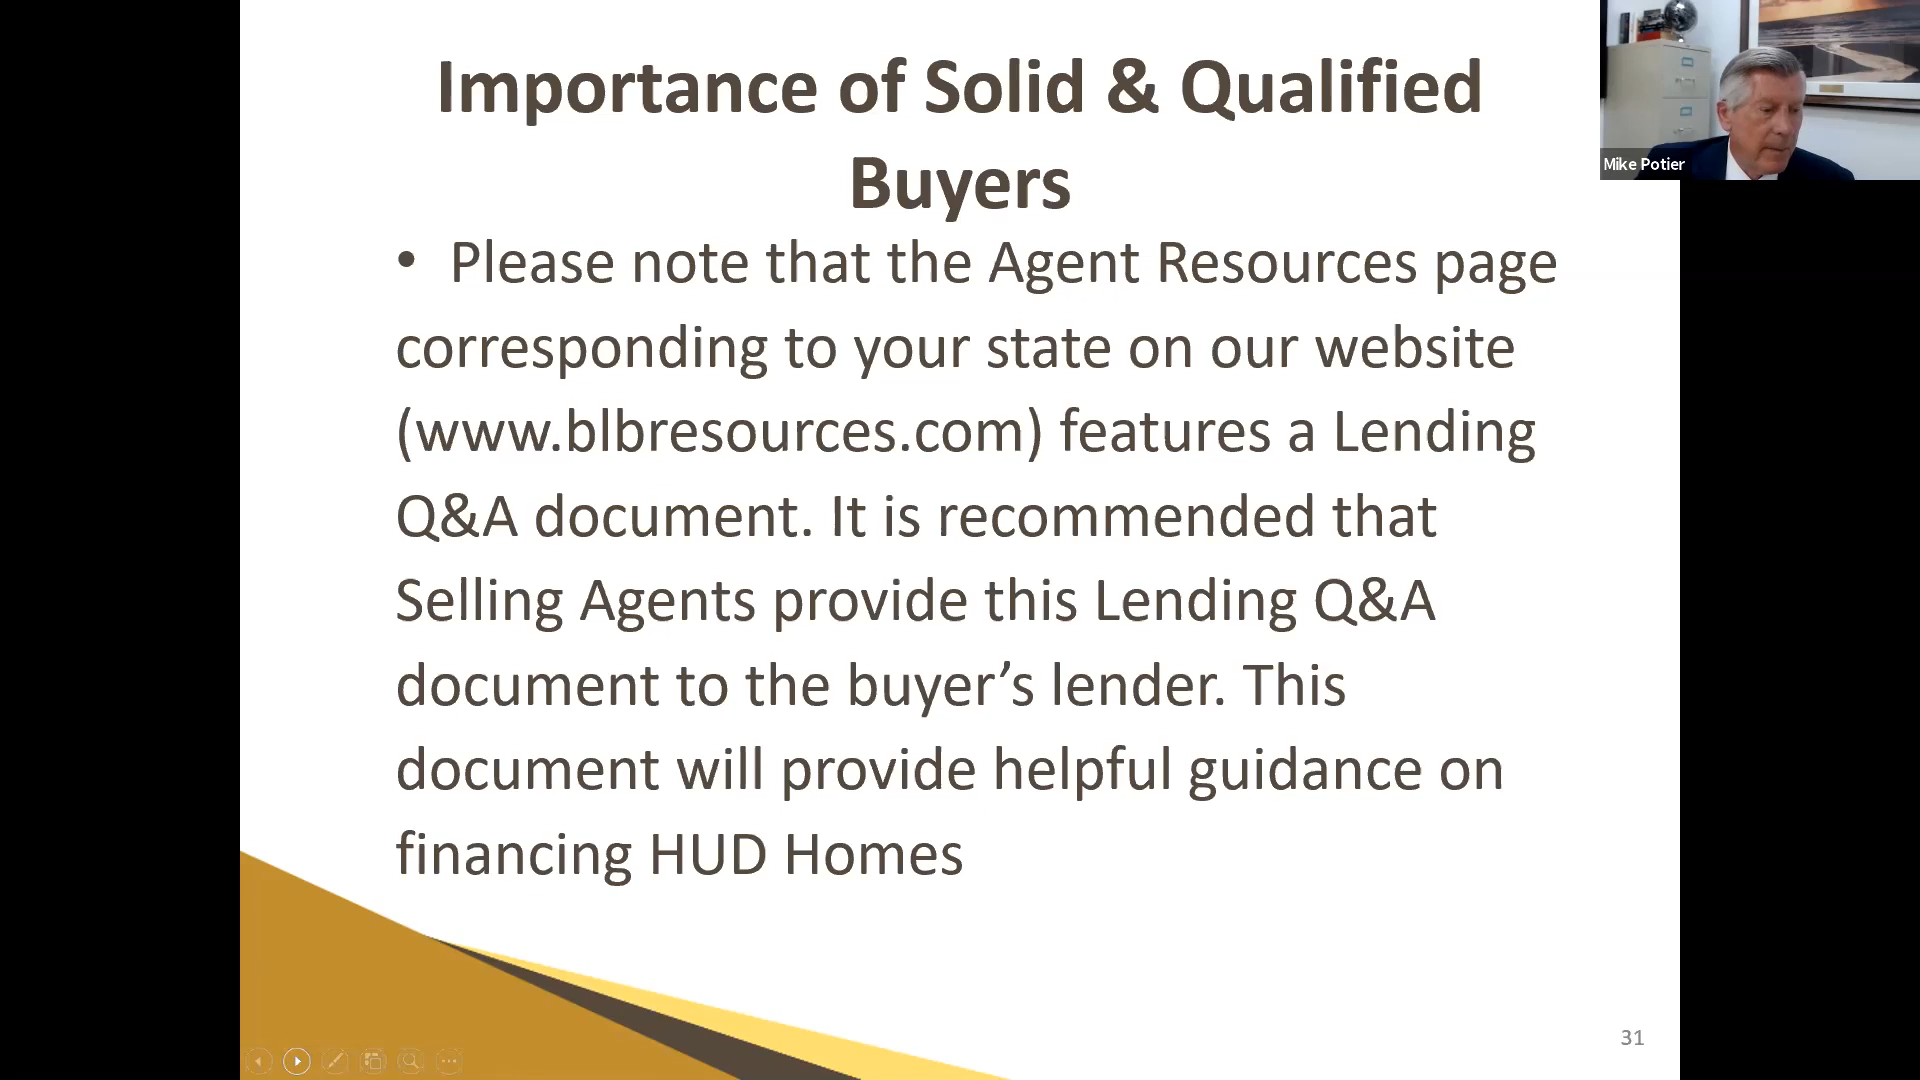 Importance of Solid & Qualified
Buyers
• Please note that the Agent Resources page
corresponding to your state on our website
(www.blbresources.com) features a Lending
Q&A document. It is recommended that
Selling Agents provide this Lending Q&A
document to the buyer’s lender. This
document will provide helpful guidance on
financing HUD Homes
Mike Potier
31